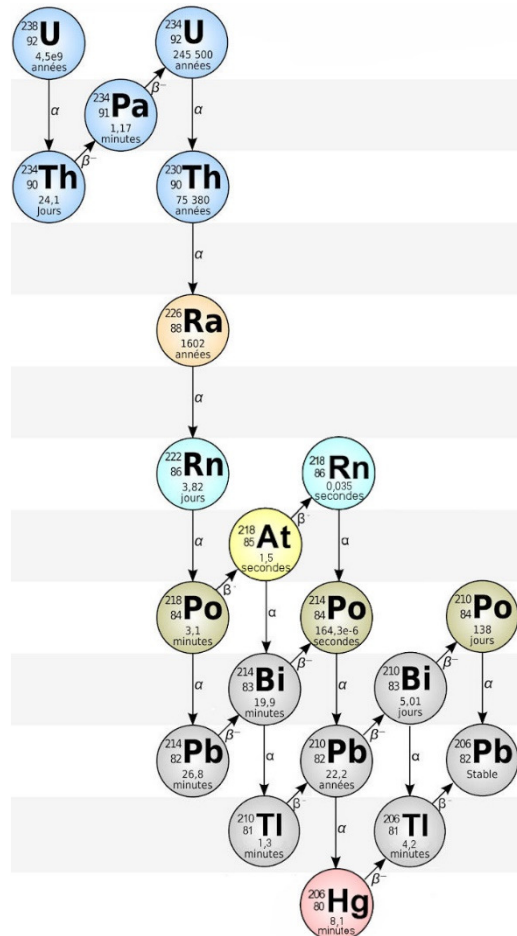 238
92 U
4,5e9
années
234
92 U
245 500
années
β⁻
α
234
91 Pa
1,17
minutes
α
β⁻
234
90 Th
24,1
Jours
230
90 Th
75 380
années
α
226
88 Ra
1602
années
α
222
86 Rn
3,82
jours
218
86 Rn
0,035
secondes
β⁻
α
218
85 At
1,5
secondes
α
β⁻
218
84 Po
3,1
minutes
α
214
84 Po
164,3e-6
secondes
210
84 Po
138
jours
β⁻
β⁻
α
214
83 Bi
19,9
minutes
α
210
83 Bi
5,01
jours
α
β⁻
β⁻
214
82 Pb
26,8
minutes
α
210
82 Pb
22,2
années
α
206
82 Pb
Stable
β⁻
β⁻
210
81 Tl
1,3
minutes
α
206
81 Tl
4,2
minutes
β⁻
206
80 Hg
8,1
minutes